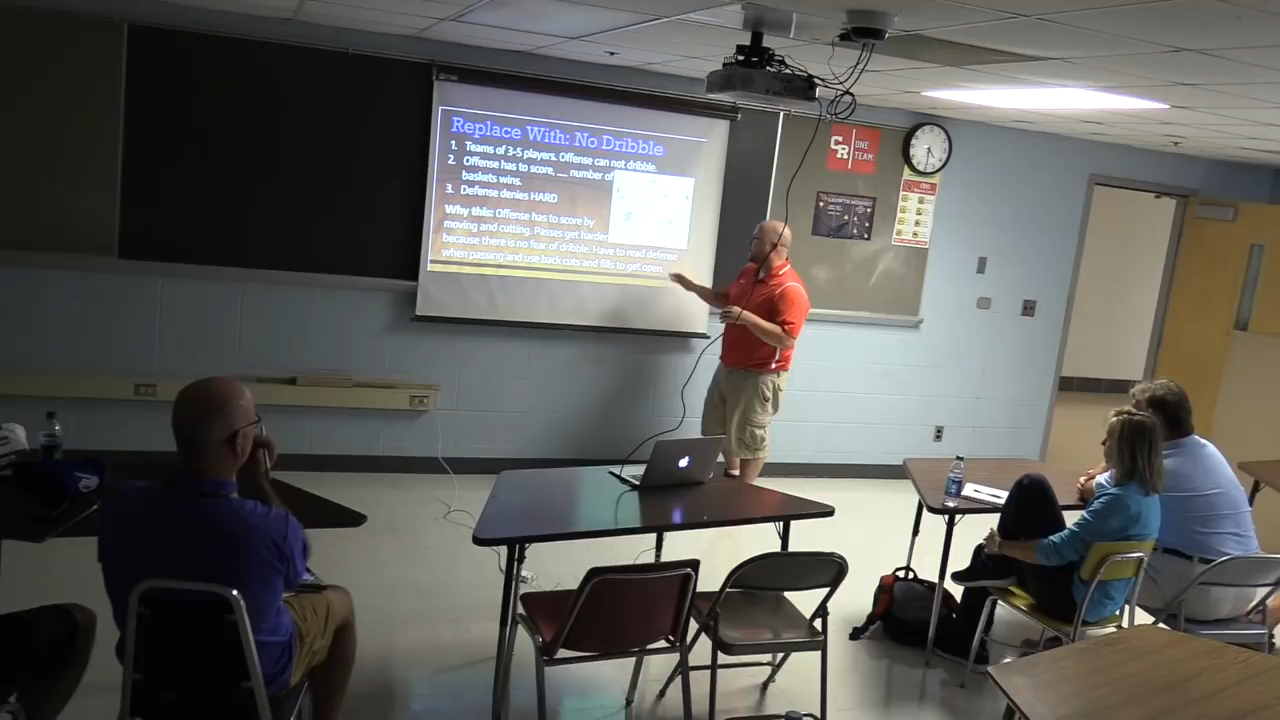 Replace With: No Dribble
1. Teams of 3-5 players. Offense can not dribble.
2. Offense has to score, __ number of
baskets wins.
3. Defense denies HARD
Why this: Offense has to score by
moving and cutting. Passes get harder
because there is no fear of dribble. Have to read defense
when passing and use back cuts and fills to get open.
CR
ONE
TEAM